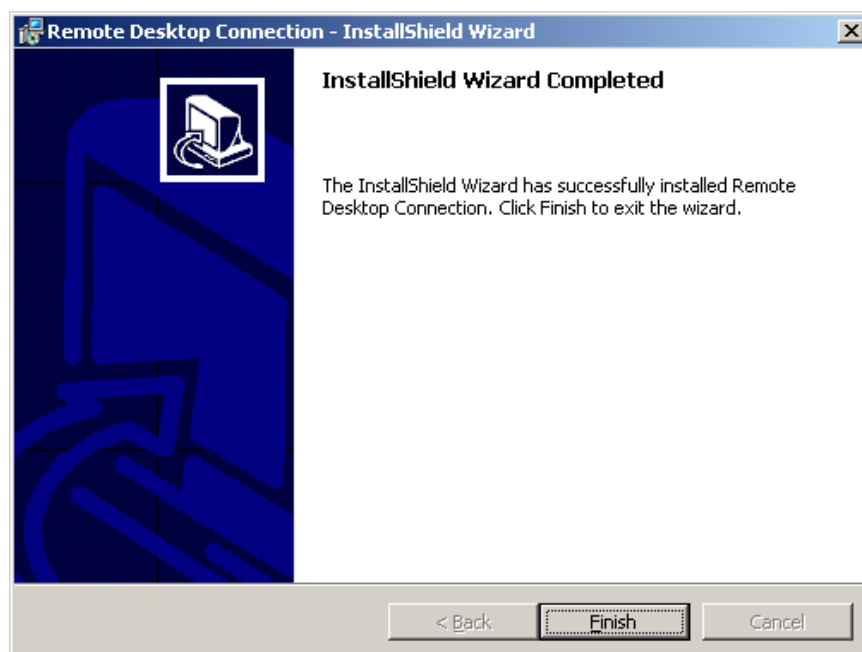 Remote Desktop Connection - InstallShield Wizard
InstallShield Wizard Completed
The InstallShield Wizard has successfully installed Remote
Desktop Connection. Click Finish to exit the wizard.
< Back Finish Cancel